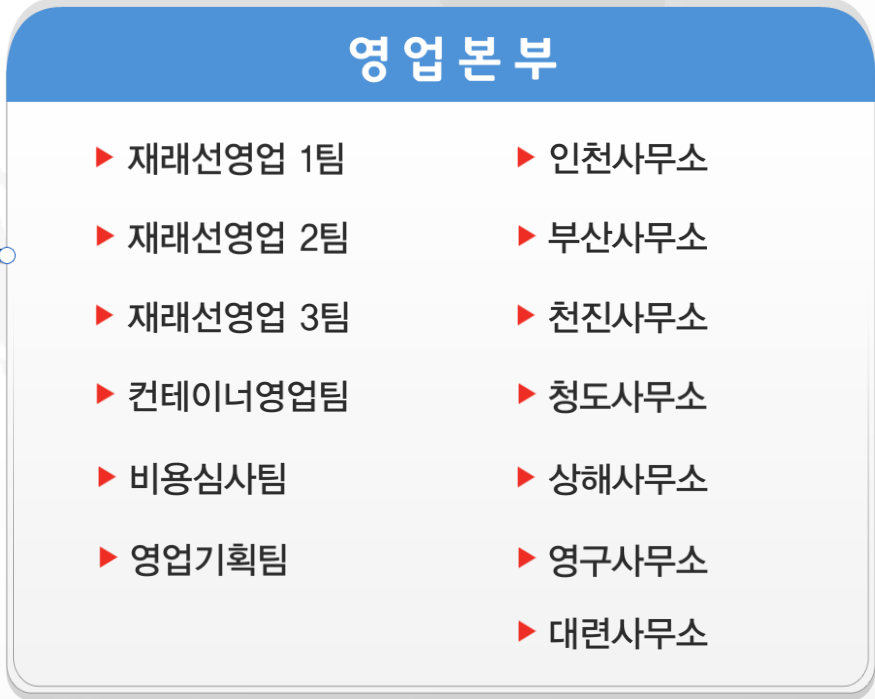 영업본부
재래선영업 1팀
재래선영업 2팀
재래선영업 3팀
컨테이너영업팀
비용심사팀
영업기획팀
인천사무소
부산사무소
천진사무소
청도사무소
상해사무소
영구사무소
대련사무소